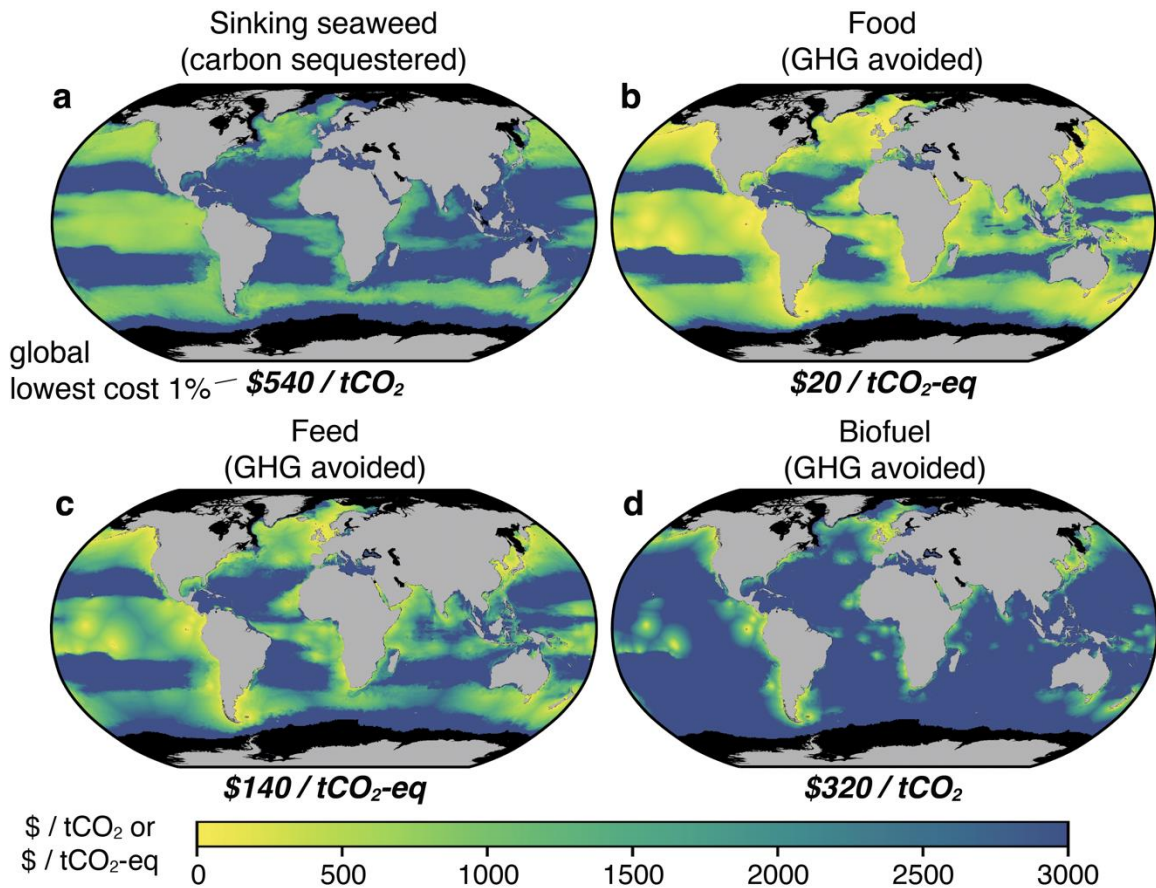 Sinking seaweed
(carbon sequestered)
a
Food
(GHG avoided)
b
global
lowest cost 1%
$540 / tCO₂
$20 / tCO₂-eq
Feed
(GHG avoided)
c
Biofuel
(GHG avoided)
d
$140 / tCO₂-eq
$320 / tCO₂
$ / tCO₂ or
$ / tCO₂-eq
0 500 1000 1500 2000 2500 3000